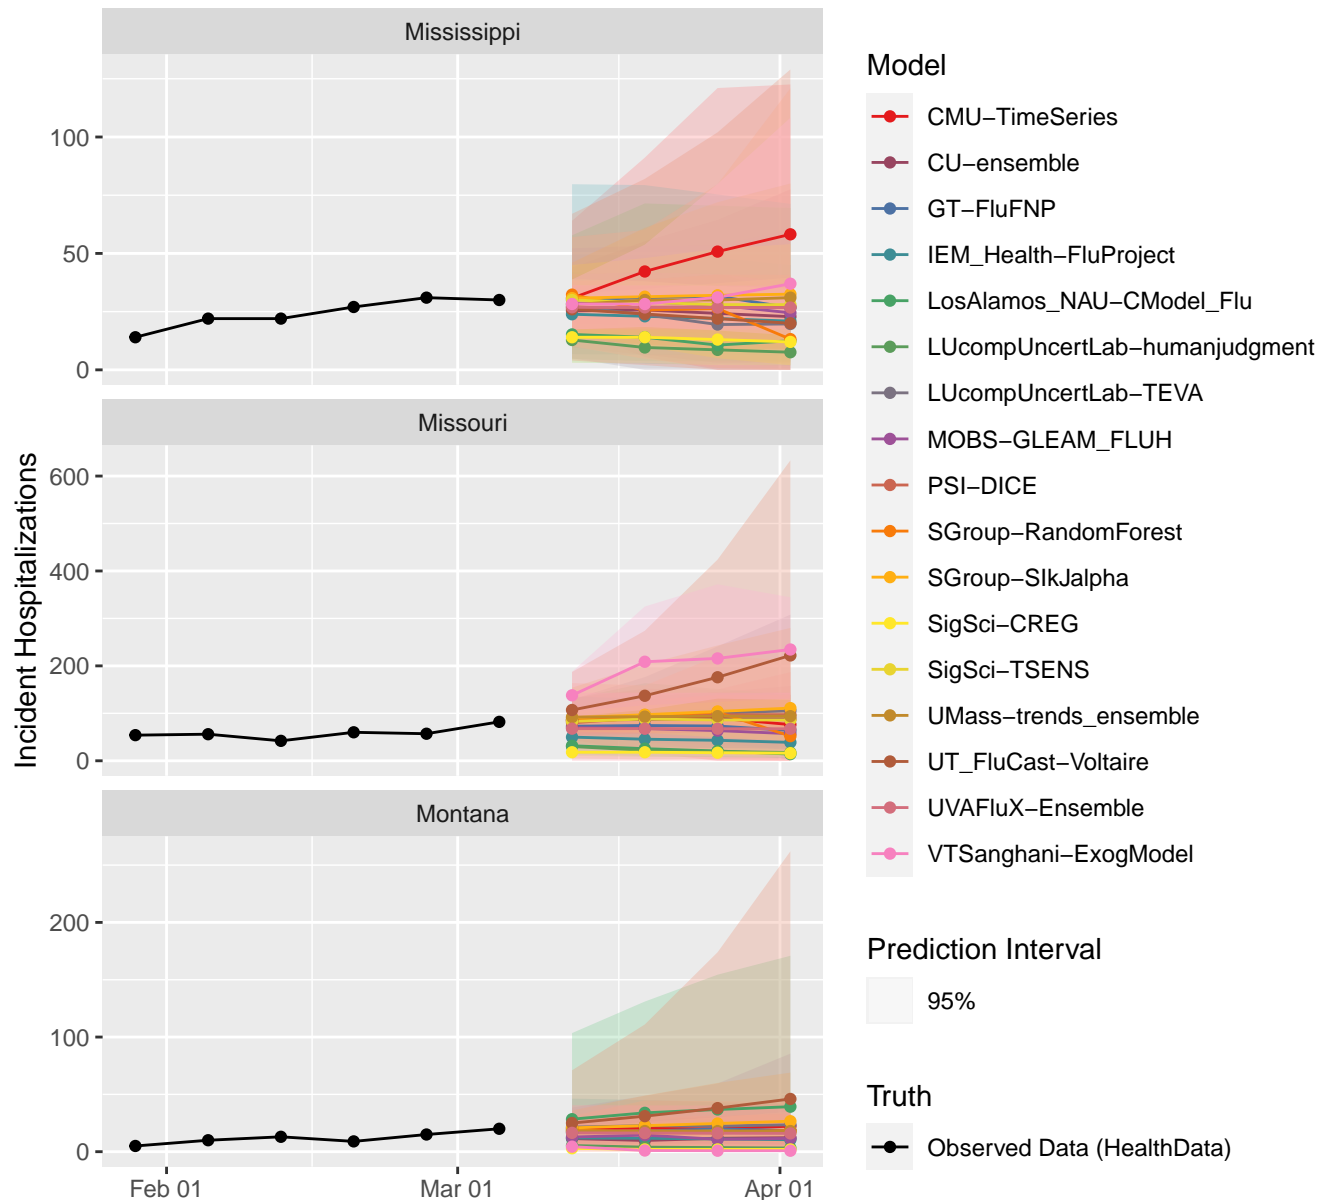 Mississippi
100
50
0
Missouri
600
400
200
0
Montana
200
100
0
Feb 01
Mar 01
Apr 01
Incident Hospitalizations
Model
CMU−TimeSeries
CU−ensemble
GT−FluFNP
IEM_Health−FluProject
LosAlamos_NAU−CModel_Flu
LUcompUncertLab−humanjudgment
LUcompUncertLab−TEVA
MOBS−GLEAM_FLUH
PSI−DICE
SGroup−RandomForest
SGroup−SIkJalpha
SigSci−CREG
SigSci−TSENS
UMass−trends_ensemble
UT_FluCast−Voltaire
UVAFluX−Ensemble
VTSanghani−ExogModel
Prediction Interval
95%
Truth
Observed Data (HealthData)